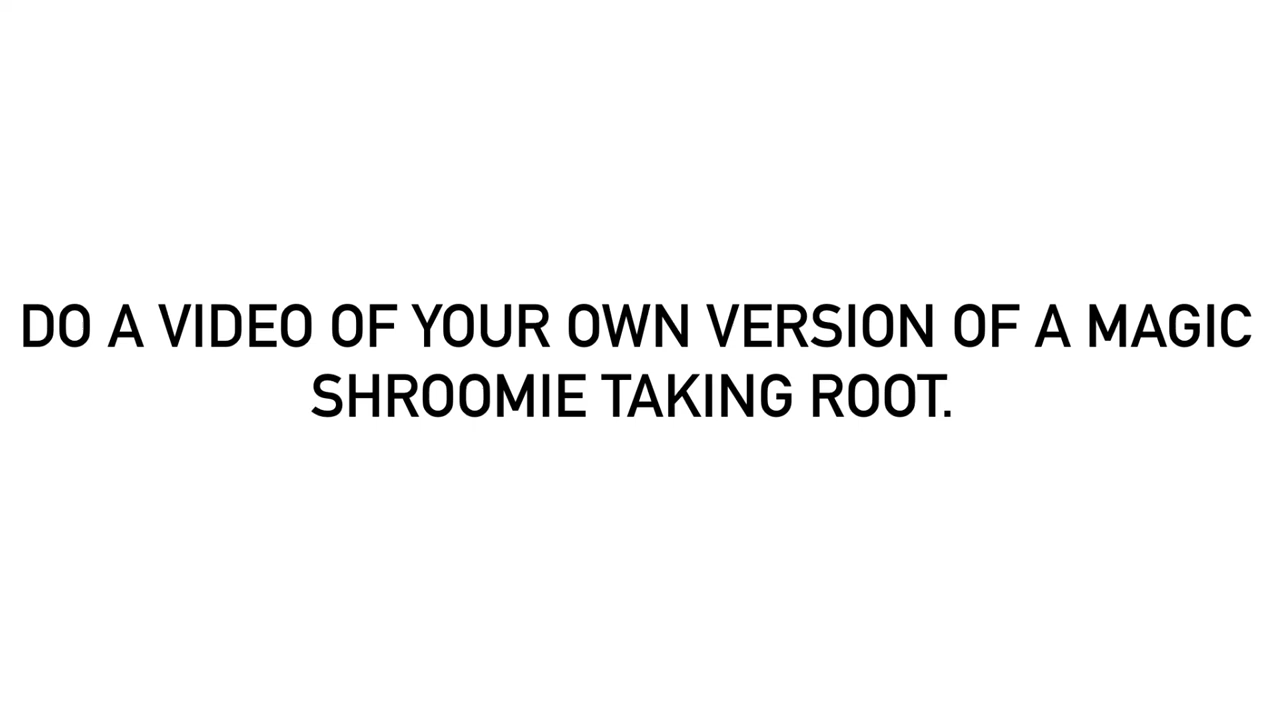 DO A VIDEO OF YOUR OWN VERSION OF A MAGIC
SHROOMIE TAKING ROOT.